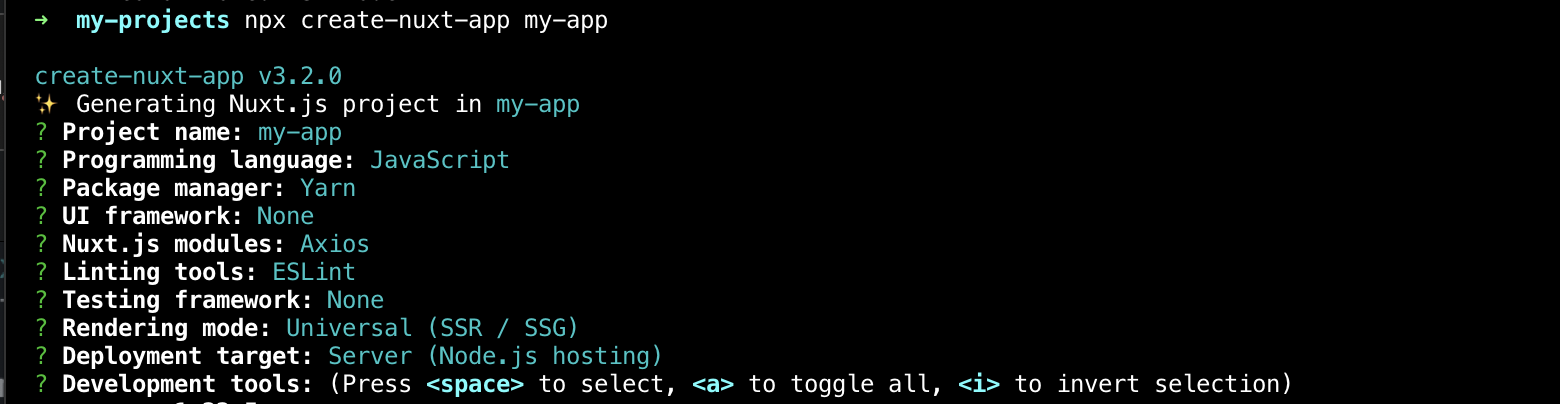 → my-projects npx create-nuxt-app my-app
create-nuxt-app v3.2.0
✨ Generating Nuxt.js project in my-app
? Project name: my-app
? Programming language: JavaScript
? Package manager: Yarn
? UI framework: None
? Nuxt.js modules: Axios
? Linting tools: ESLint
? Testing framework: None
? Rendering mode: Universal (SSR / SSG)
? Deployment target: Server (Node.js hosting)
? Development tools: (Press <space> to select, <a> to toggle all, <i> to invert selection)